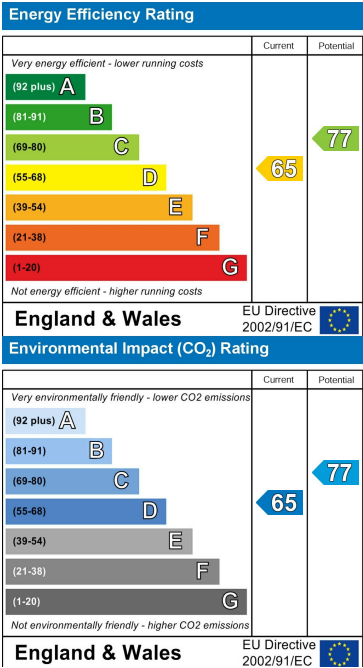 Energy Efficiency Rating
Current Potential
Very energy efficient - lower running costs
(92 plus) A
(81-91) B
(69-80) C
(55-68) D
(39-54) E
(21-38) F
(1-20) G
65
77
Not energy efficient - higher running costs
England & Wales
EU Directive
2002/91/EC
Environmental Impact (CO₂) Rating
Current Potential
Very environmentally friendly - lower CO2 emissions
(92 plus) A
(81-91) B
(69-80) C
(55-68) D
(39-54) E
(21-38) F
(1-20) G
65
77
Not environmentally friendly - higher CO2 emissions
England & Wales
EU Directive
2002/91/EC